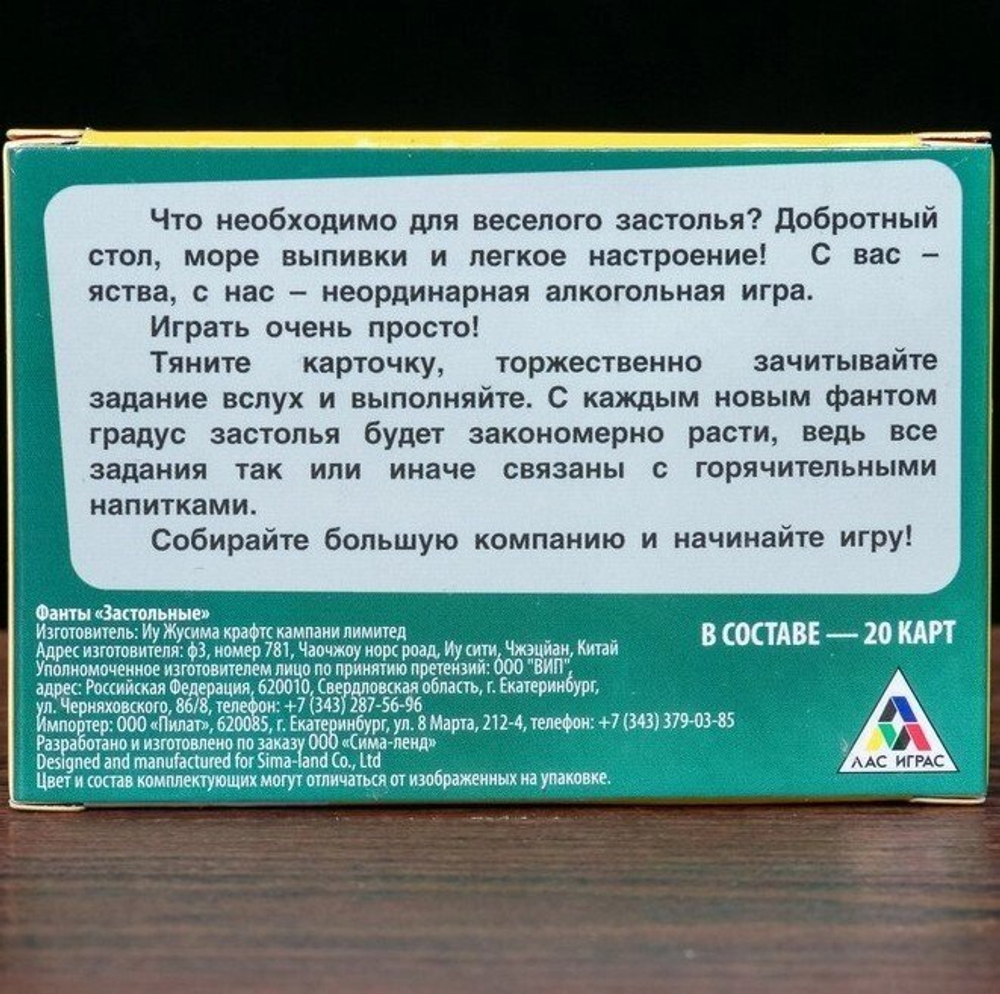 Что необходимо для веселого застолья? Добротный
стол, море выпивки и легкое настроение! С вас –
яства, с нас – неординарная алкогольная игра.
Играть очень просто!
Тяните карточку, торжественно зачитывайте
задание вслух и выполняйте. С каждым новым фантом
градус застолья будет закономерно расти, ведь все
задания так или иначе связаны с горячительными
напитками.
Собирайте большую компанию и начинайте игру!
Фанты «Застольные»
Изготовитель: Иу Жусима крафтс кампани лимитед
Адрес изготовителя: ф3, номер 781, Чаочжоу норс роад, Иу сити, Чжэцйан, Китай
Уполномоченное изготовителем лицо по принятию претензий: ООО "ВИП",
адрес: Российская Федерация, 620010, Свердловская область, г. Екатеринбург,
ул. Черняховского, 86/8, телефон: +7 (343) 287-56-96
Импортер: ООО «Пилат», 620085, г. Екатеринбург, ул. 8 Марта, 212-4, телефон: +7 (343) 379-03-85
Разработано и изготовлено по заказу ООО «Сима-ленд»
Designed and manufactured for Sima-land Co., Ltd
Цвет и состав комплектующих могут отличаться от изображенных на упаковке.
В СОСТАВЕ — 20 КАРТ
ЛАС ИГРАС